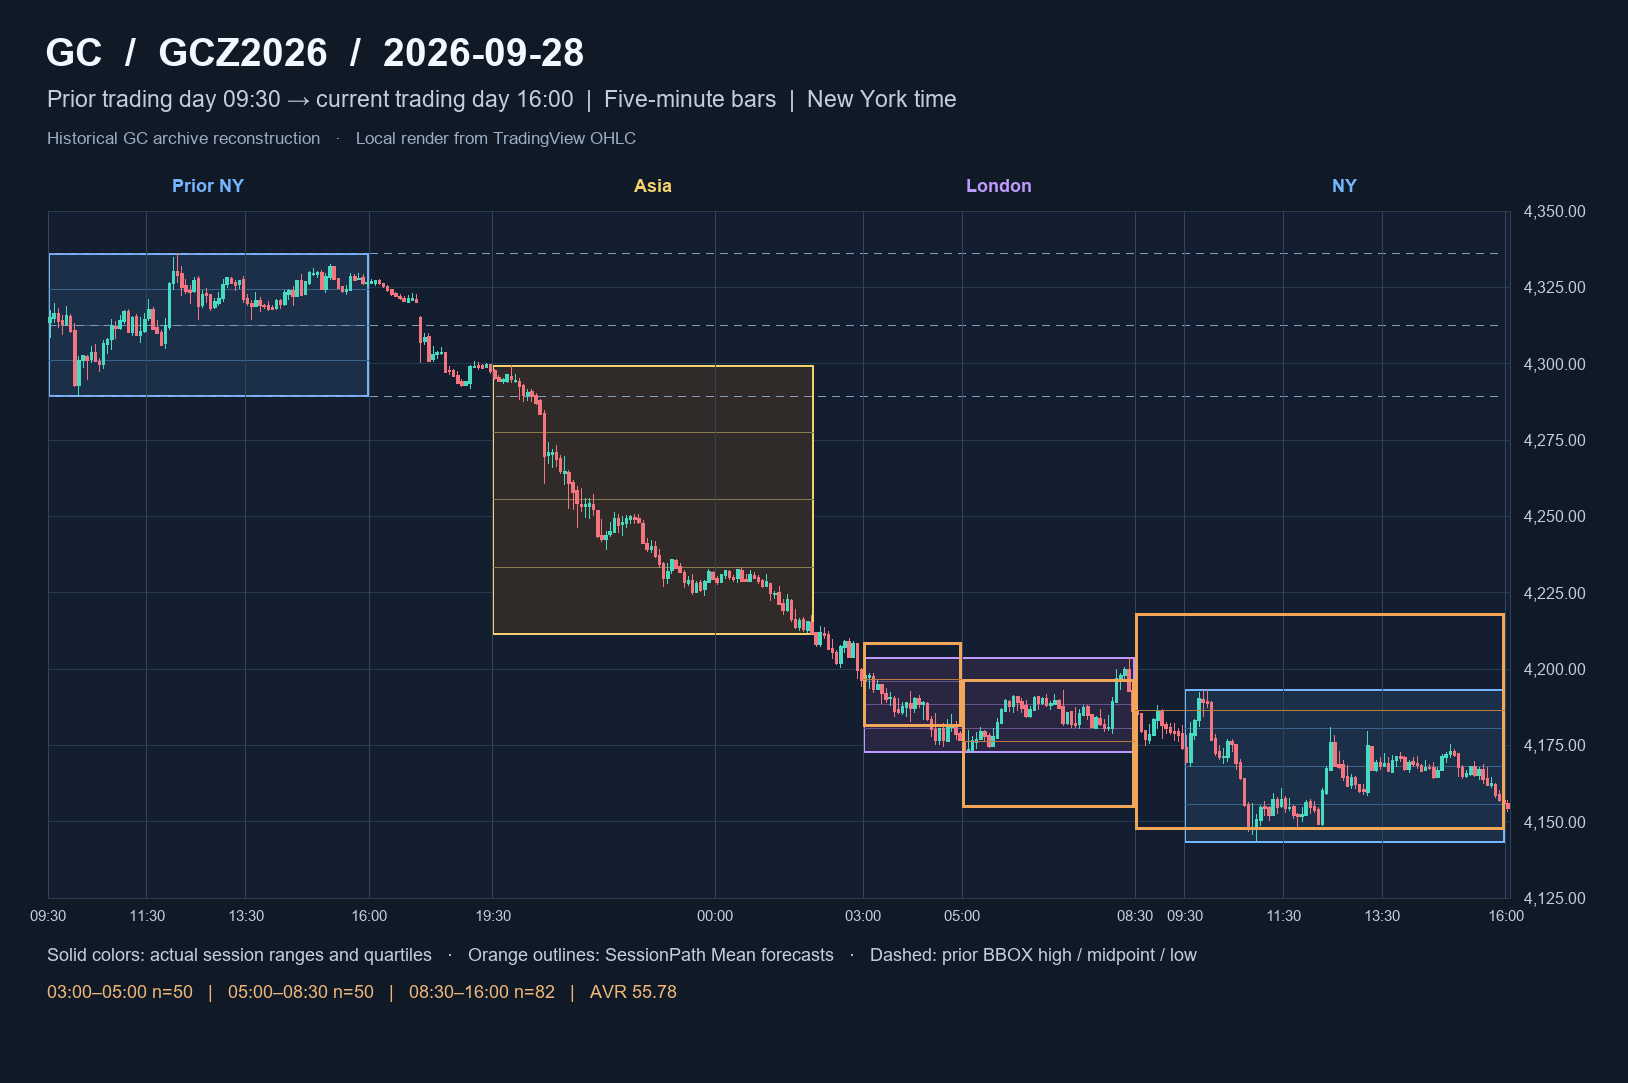 GC / GCZ2026 / 2026-09-28
Prior trading day 09:30 → current trading day 16:00 | Five-minute bars | New York time
Historical GC archive reconstruction · Local render from TradingView OHLC
Prior NY Asia London NY
4,350.00
4,325.00
4,300.00
4,275.00
4,250.00
4,225.00
4,200.00
4,175.00
4,150.00
4,125.00
09:30 11:30 13:30 16:00 19:30 00:00 03:00 05:00 08:30 09:30 11:30 13:30 16:00
Solid colors: actual session ranges and quartiles · Orange outlines: SessionPath Mean forecasts · Dashed: prior BBOX high / midpoint / low
03:00–05:00 n=50 | 05:00–08:30 n=50 | 08:30–16:00 n=82 | AVR 55.78